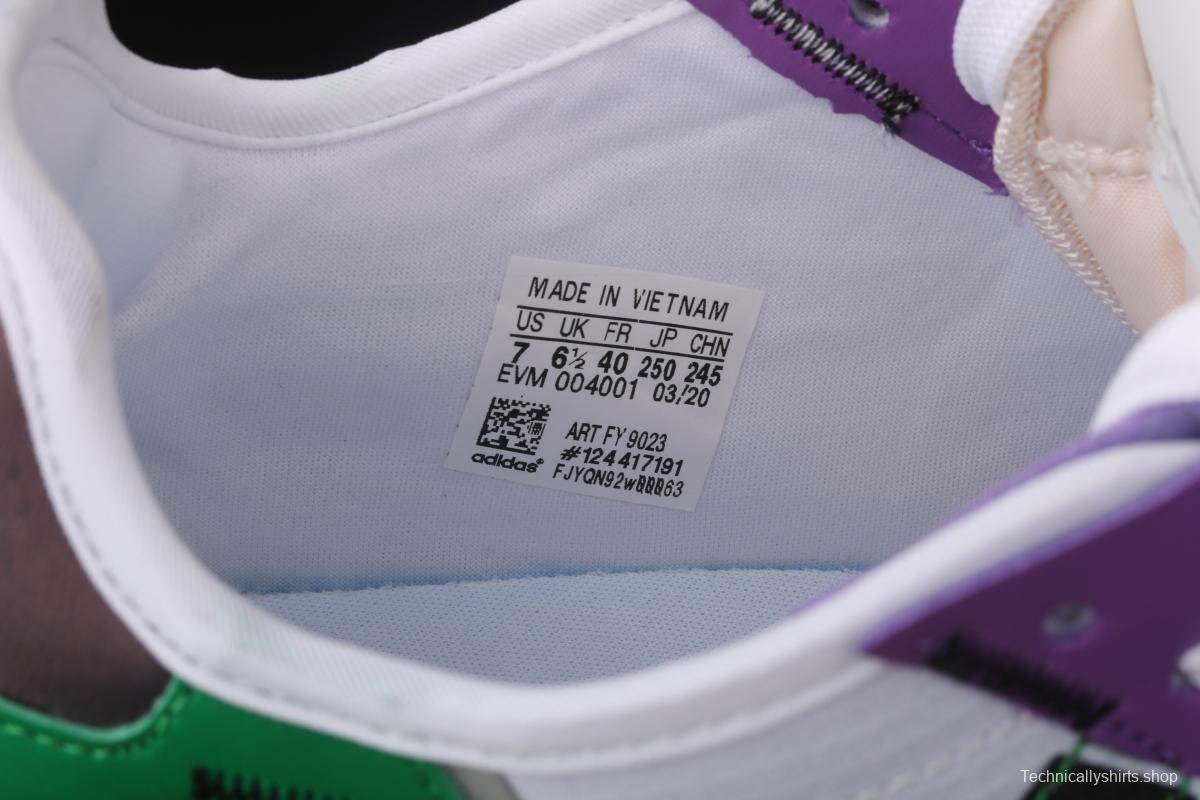 MADE IN VIETNAM
US UK FR JP CHN
7 6½ 40 250 245
EVM 004001 03/20
ART FY 9023
#124417191
adidas®
Technicallyshirts.shop